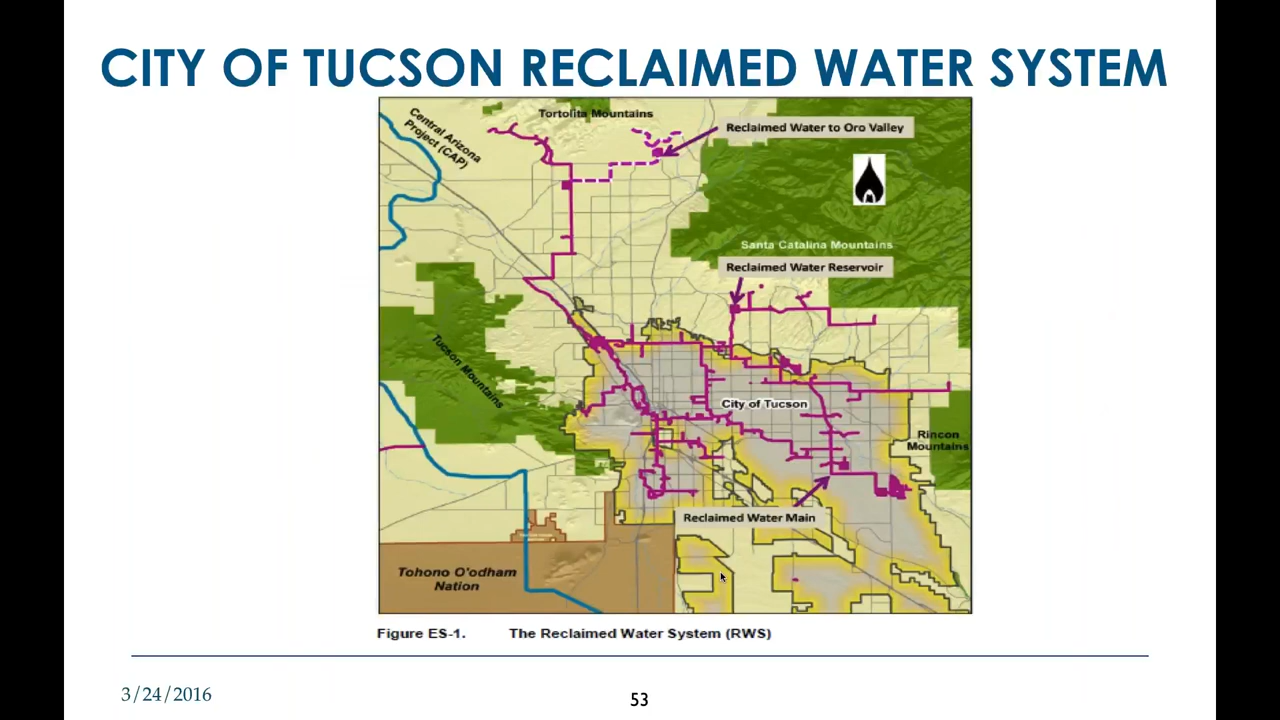 CITY OF TUCSON RECLAIMED WATER SYSTEM
Central Arizona
Project (CAP)
Tortolita Mountains
Reclaimed Water to Oro Valley
Santa Catalina Mountains
Reclaimed Water Reservoir
Tucson Mountains
City of Tucson
Rincon
Mountains
Reclaimed Water Main
Tohono O'odham
Nation
Figure ES-1. The Reclaimed Water System (RWS)
3/24/2016
53